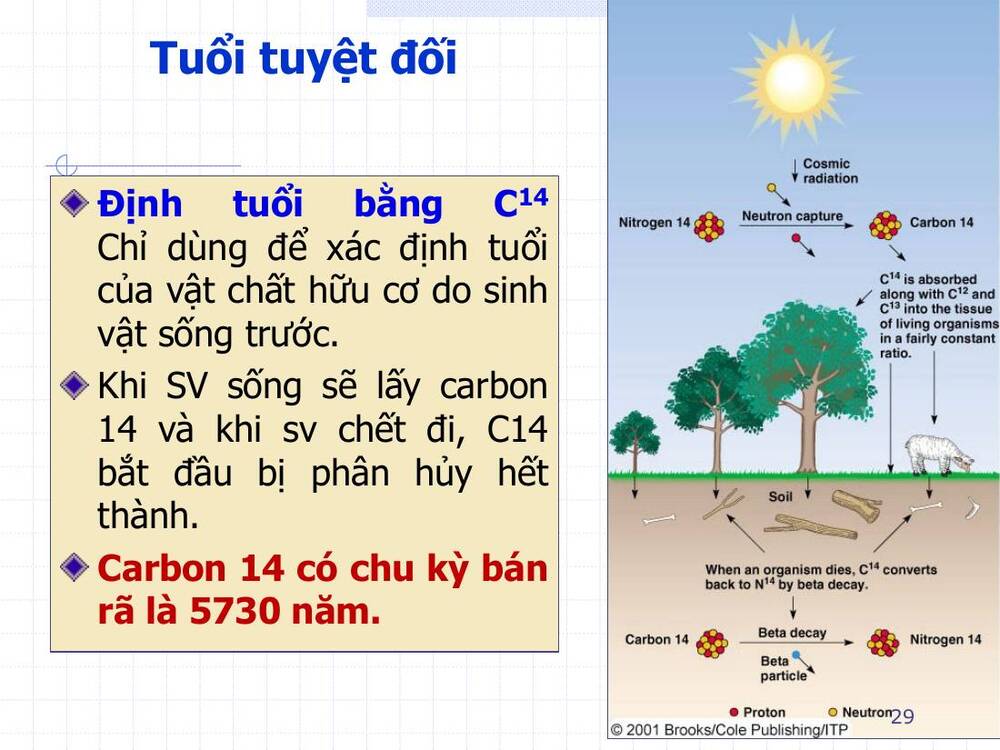 Tuổi tuyệt đối
Định tuổi bằng C14
Chỉ dùng để xác định tuổi
của vật chất hữu cơ do sinh
vật sống trước.
Khi SV sống sẽ lấy carbon
14 và khi sv chết đi, C14
bắt đầu bị phân hủy hết
thành.
Carbon 14 có chu kỳ bán
rã là 5730 năm.
Cosmic
radiation
Nitrogen 14
Neutron capture
Carbon 14
C14 is absorbed
along with C12 and
C13 into the tissue
of living organisms
in a fairly constant
ratio.
Soil
When an organism dies, C14 converts
back to N14 by beta decay.
Carbon 14
Beta decay
Nitrogen 14
Beta
particle
Proton
Neutron
29
© 2001 Brooks/Cole Publishing/ITP